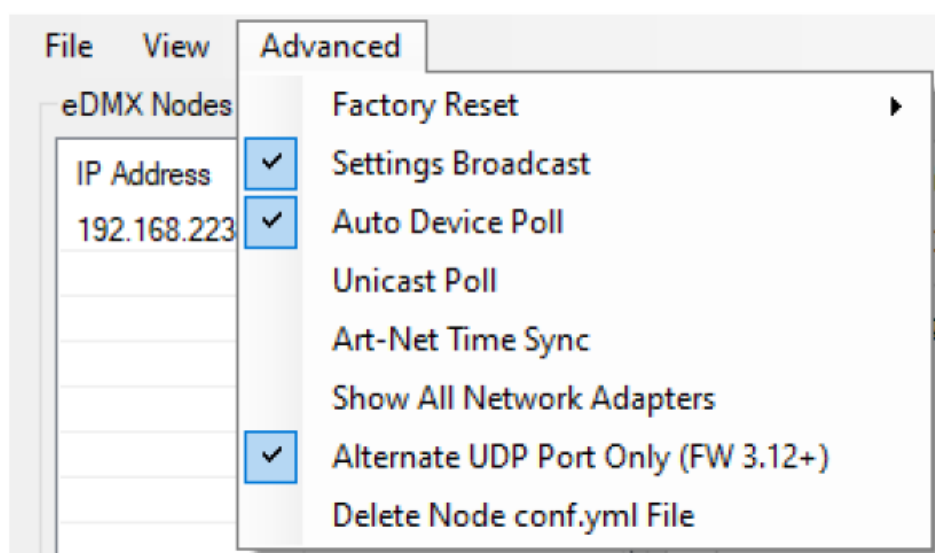 File View Advanced
eDMX Nodes
IP Address
192.168.223
Factory Reset
Settings Broadcast
Auto Device Poll
Unicast Poll
Art-Net Time Sync
Show All Network Adapters
Alternate UDP Port Only (FW 3.12+)
Delete Node conf.yml File